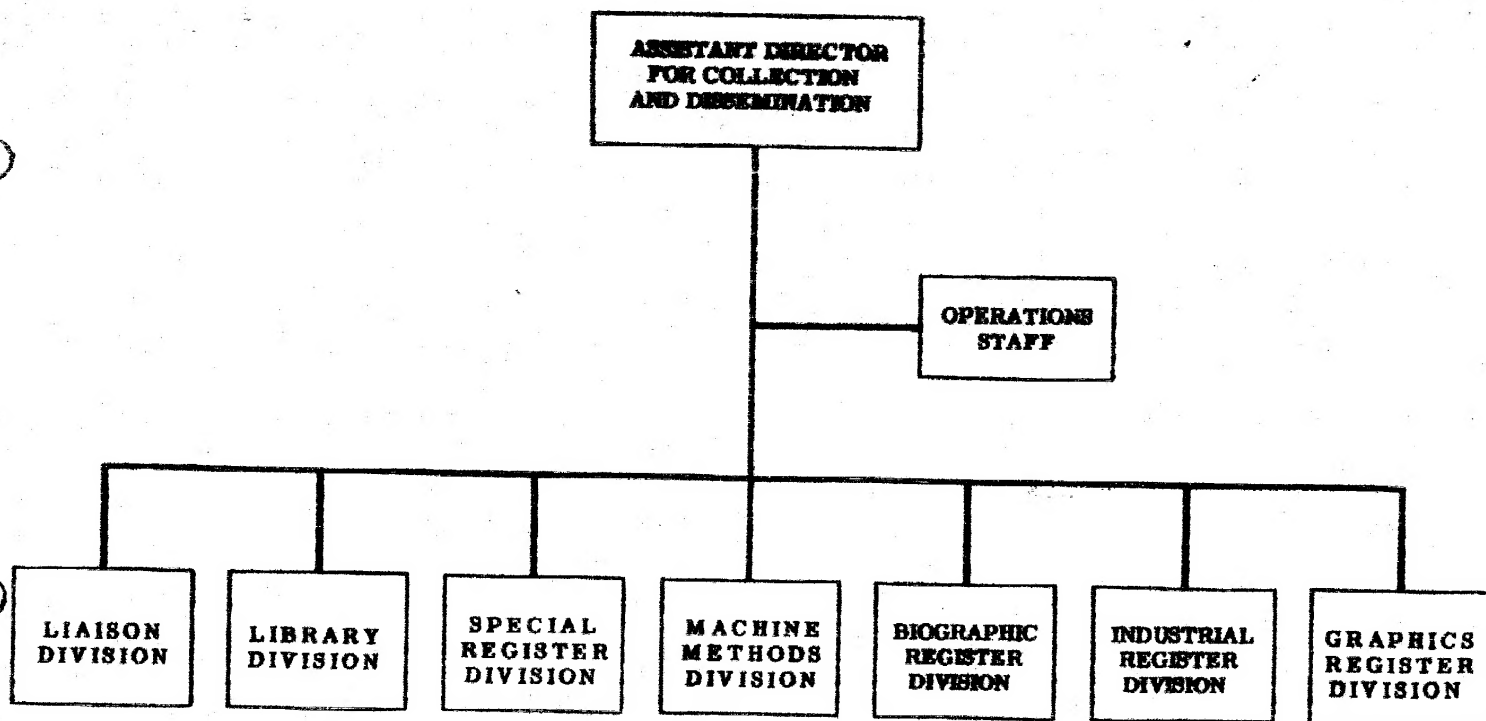 ASSISTANT DIRECTOR
FOR COLLECTION
AND DISSEMINATION
OPERATIONS
STAFF
LIAISON
DIVISION
LIBRARY
DIVISION
SPECIAL
REGISTER
DIVISION
MACHINE
METHODS
DIVISION
BIOGRAPHIC
REGISTER
DIVISION
INDUSTRIAL
REGISTER
DIVISION
GRAPHICS
REGISTER
DIVISION